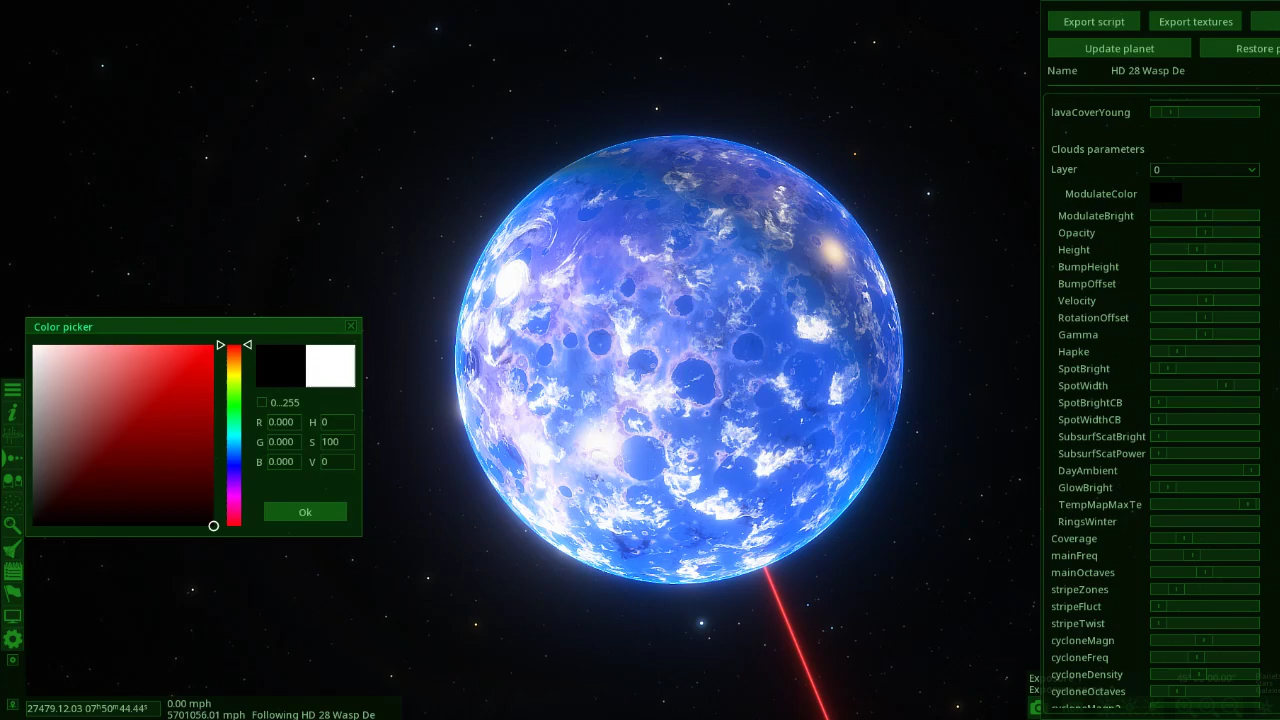 Export script
Export textures
Update planet
Restore p
Name HD 28 Wasp De
lavaCoverYoung
Clouds parameters
Layer 0
ModulateColor
ModulateBright
Opacity
Height
BumpHeight
BumpOffset
Velocity
RotationOffset
Gamma
Hapke
SpotBright
SpotWidth
SpotBrightCB
SpotWidthCB
SubsurfScatBright
SubsurfScatPower
DayAmbient
GlowBright
TempMapMaxTe
RingsWinter
Coverage
mainFreq
mainOctaves
stripeZones
stripeFluct
stripeTwist
cycloneMagn
cycloneFreq
cycloneDensity
cycloneOctaves
Color picker
0...255
R 0.000 H 0
G 0.000 S 100
B 0.000 V 0
Ok
27479.12.03 07ʰ50ᵐ44.44ˢ
0.00 mph
5701056.01 mph Following HD 28 Wasp De